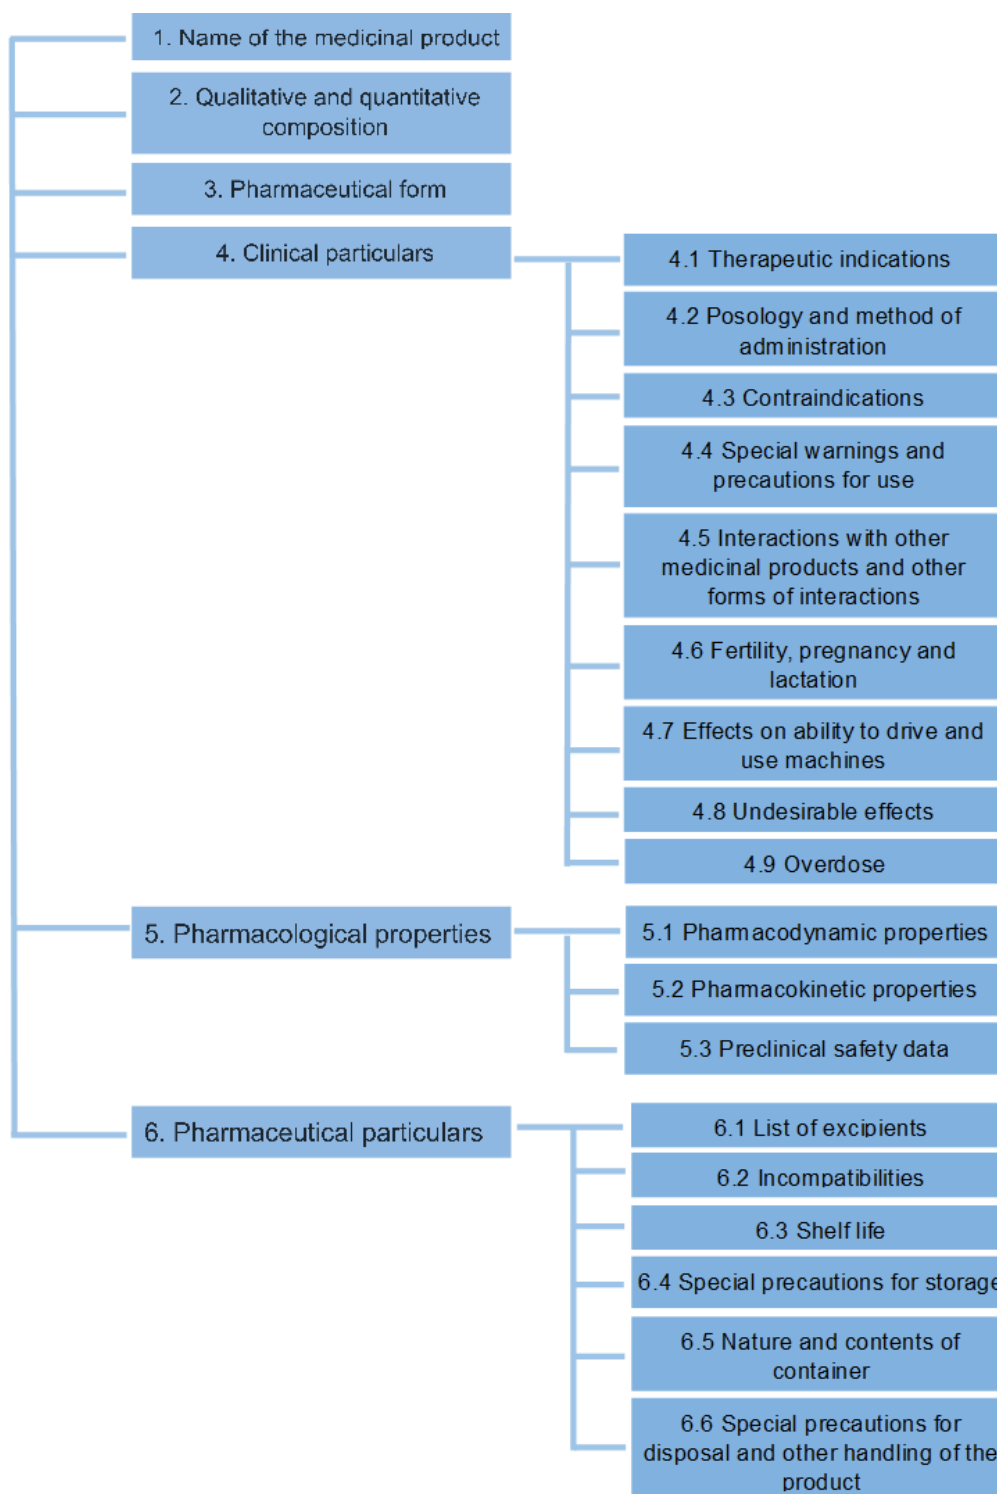 1. Name of the medicinal product
2. Qualitative and quantitative
composition
3. Pharmaceutical form
4. Clinical particulars
4.1 Therapeutic indications
4.2 Posology and method of
administration
4.3 Contraindications
4.4 Special warnings and
precautions for use
4.5 Interactions with other
medicinal products and other
forms of interactions
4.6 Fertility, pregnancy and
lactation
4.7 Effects on ability to drive and
use machines
4.8 Undesirable effects
4.9 Overdose
5. Pharmacological properties
5.1 Pharmacodynamic properties
5.2 Pharmacokinetic properties
5.3 Preclinical safety data
6. Pharmaceutical particulars
6.1 List of excipients
6.2 Incompatibilities
6.3 Shelf life
6.4 Special precautions for storage
6.5 Nature and contents of
container
6.6 Special precautions for
disposal and other handling of the
product